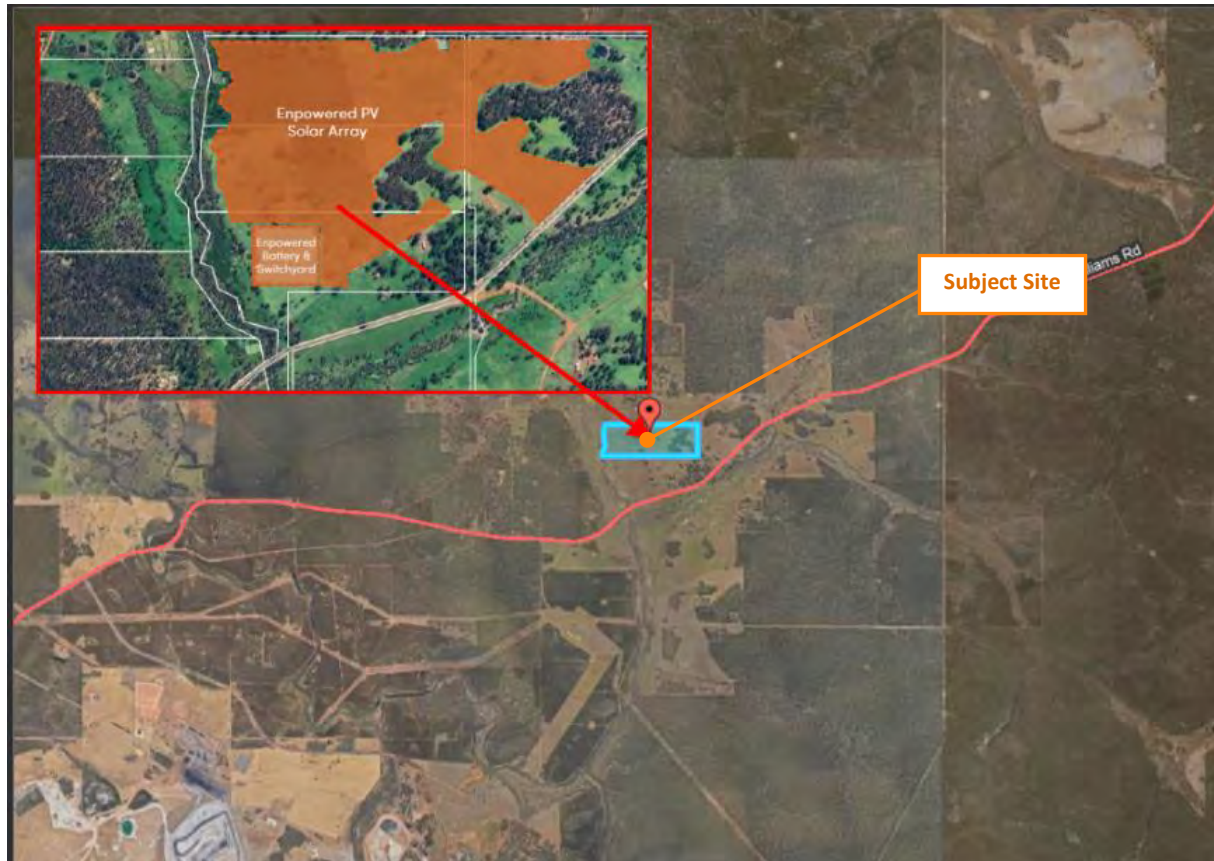 Enpowered PV
Solar Array
Enpowered
Battery &
Switchyard
Subject Site
liams Rd